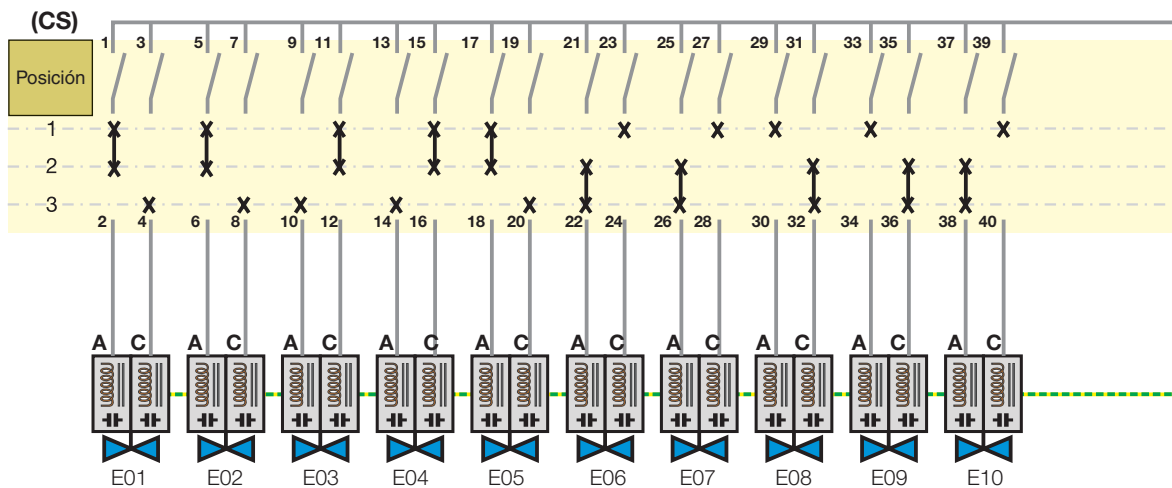 (CS)
1 3 5 7 9 11 13 15 17 19 21 23 25 27 29 31 33 35 37 39
Posición
1
2
3
2 4 6 8 10 12 14 16 18 20 22 24 26 28 30 32 34 36 38 40
A C A C A C A C A C A C A C A C A C A C
E01 E02 E03 E04 E05 E06 E07 E08 E09 E10